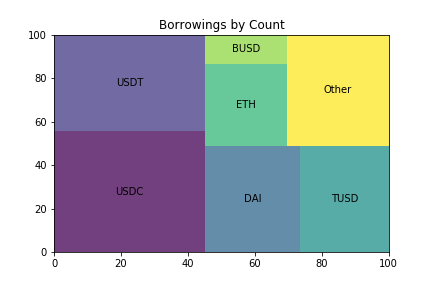 Borrowings by Count
100
80
60
40
20
0
USDT
BUSD
ETH
Other
USDC
DAI
TUSD
0 20 40 60 80 100